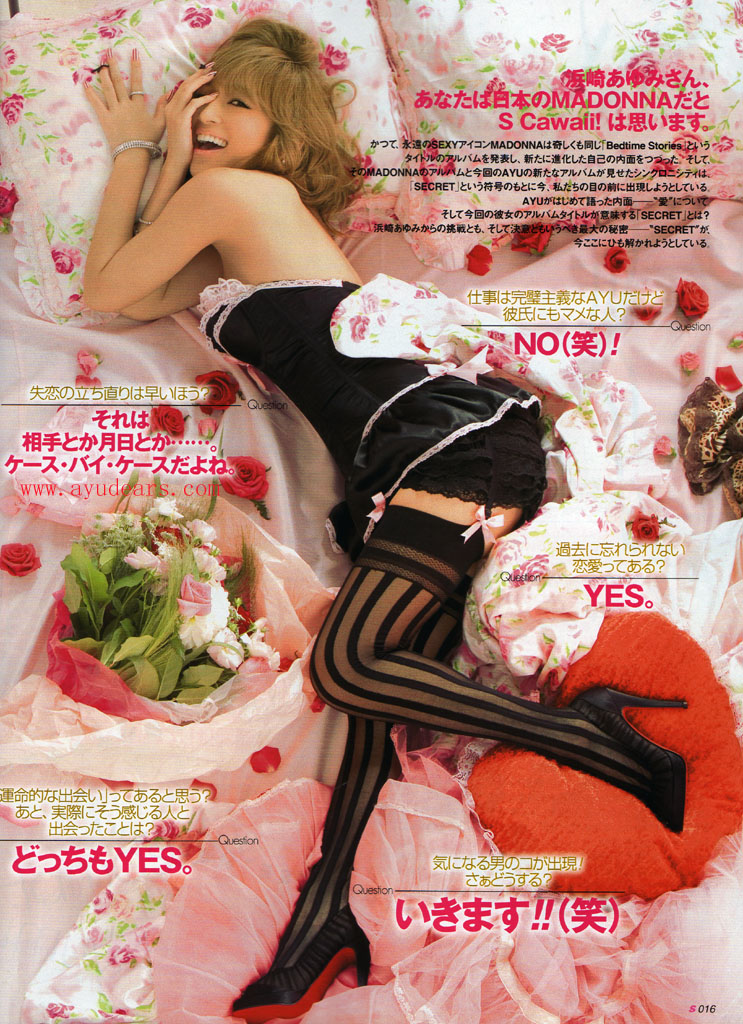 浜崎あゆみさん、
あなたは日本のMADONNAだと
S Cawaii! は思います。
かつて、永遠のSEXYアイコンMADONNAは奇しくも同じ「Bedtime Stories」という
タイトルのアルバムを発表し、新たに進化した自己の内面をつづった。そして、
そのMADONNAのアルバムと今回のAYUの新たなアルバムが見せたシンクロニシティは、
「SECRET」という符号のもとに今、私たちの目の前に出現しようとしている。
AYUがはじめて語った内面——“愛”について
そして今回の彼女のアルバムタイトルが意味する「SECRET」とは?
浜崎あゆみからの挑戦とも、そして決意ともいうべき最大の秘密——“SECRET”が、
今ここにひも解かれようとしている。
仕事は完璧主義なAYUだけど
彼氏にもマメな人?
Question
NO(笑)!
失恋の立ち直りは早いほう?
Question
それは
相手とか月日とか……。
ケース・バイ・ケースだよね。
www.ayudears.com
過去に忘れられない
恋愛ってある?
Question
YES。
運命的な出会い」ってあると思う?
あと、実際にそう感じる人と
出会ったことは?
Question
どっちもYES。
気になる男のコが出現!
さぁどうする?
Question
いきます!!(笑)
S 016